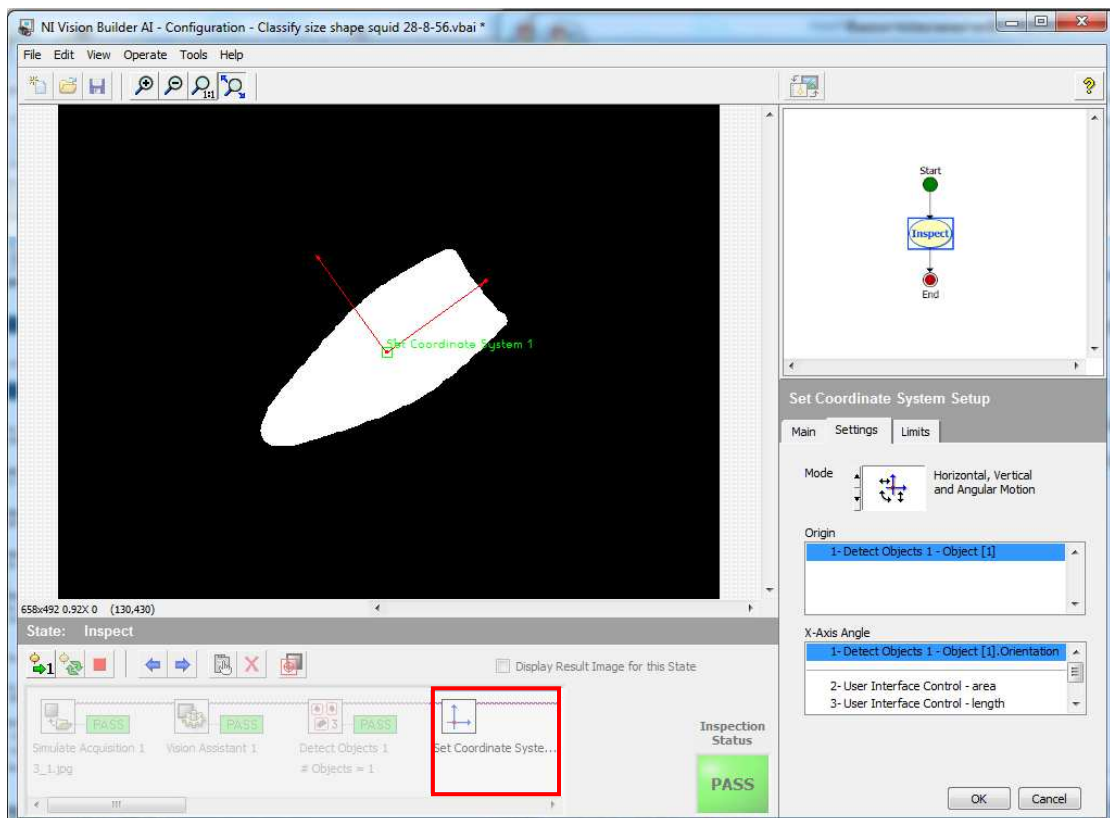 NI Vision Builder AI - Configuration - Classify size shape squid 28-8-56.vbai *
File Edit View Operate Tools Help
1:1
Start
Inspect
End
Set Coordinate System 1
658x492 0.92X 0 (130,430)
Set Coordinate System Setup
Main Settings Limits
Mode
Horizontal, Vertical
and Angular Motion
Origin
1- Detect Objects 1 - Object [1]
X-Axis Angle
1- Detect Objects 1 - Object [1].Orientation
2- User Interface Control - area
3- User Interface Control - length
State: Inspect
1
Display Result Image for this State
PASS PASS 3 PASS
Simulate Acquisition 1 Vision Assistant 1 Detect Objects 1 Set Coordinate Syste...
3_1.jpg # Objects = 1
Inspection
Status
PASS
OK Cancel